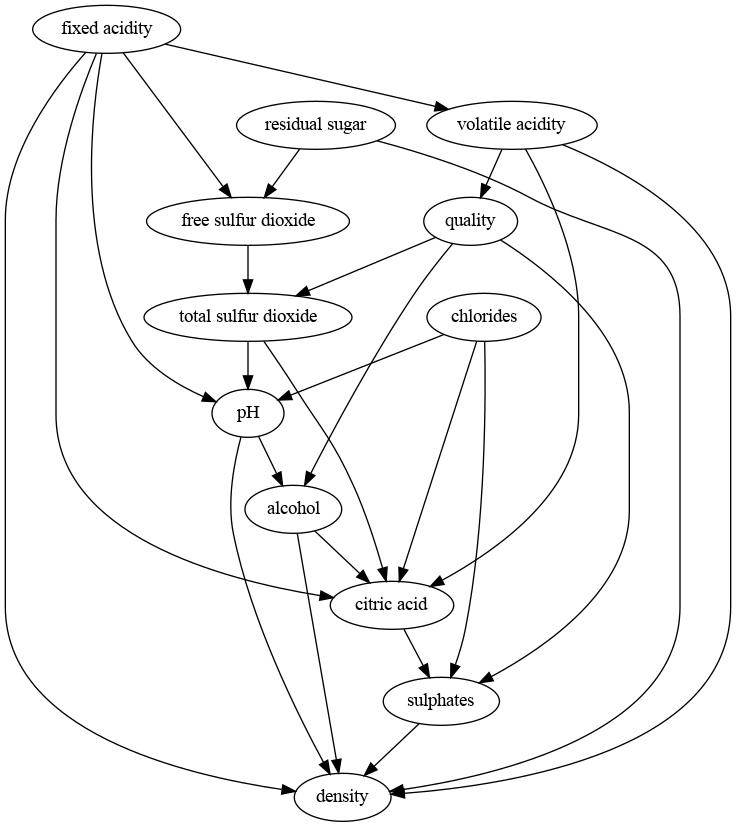 fixed acidity
residual sugar
volatile acidity
free sulfur dioxide
quality
total sulfur dioxide
chlorides
pH
alcohol
citric acid
sulphates
density